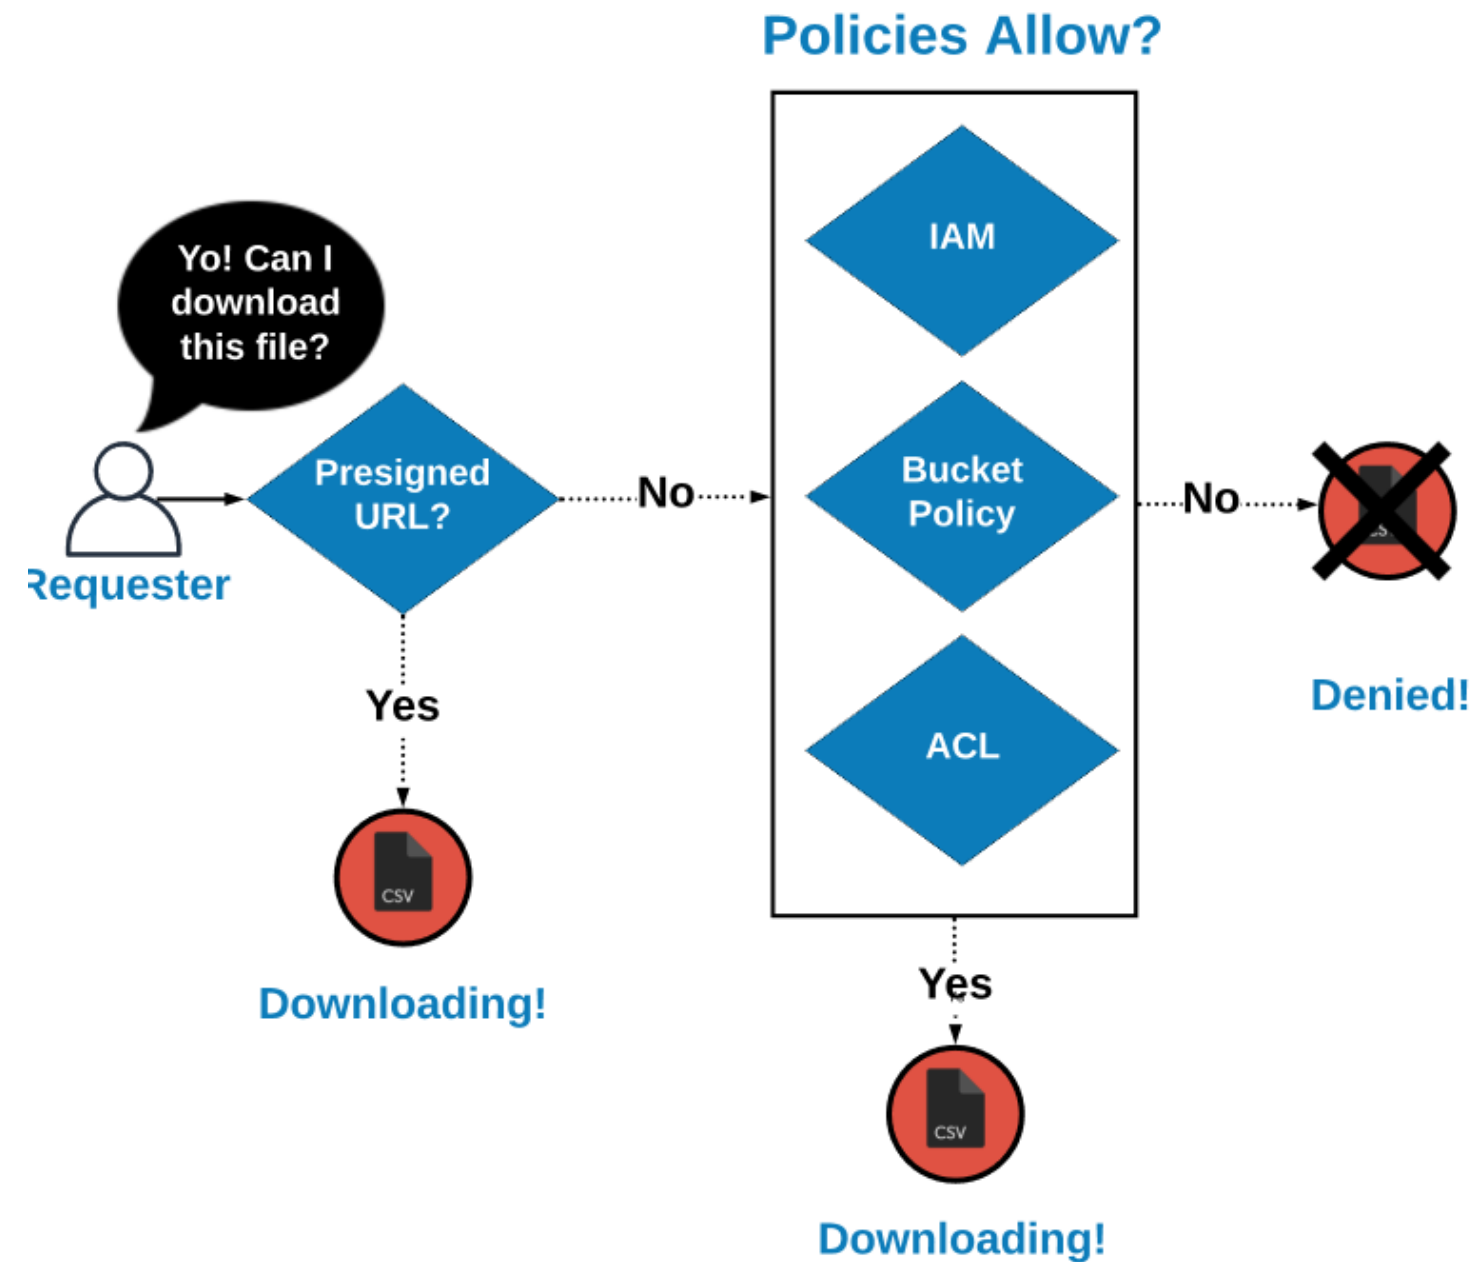 Policies Allow?
Yo! Can I
download
this file?
Requester
Presigned
URL?
No
Yes
CSV
Downloading!
IAM
Bucket
Policy
ACL
No
Denied!
Yes
CSV
Downloading!